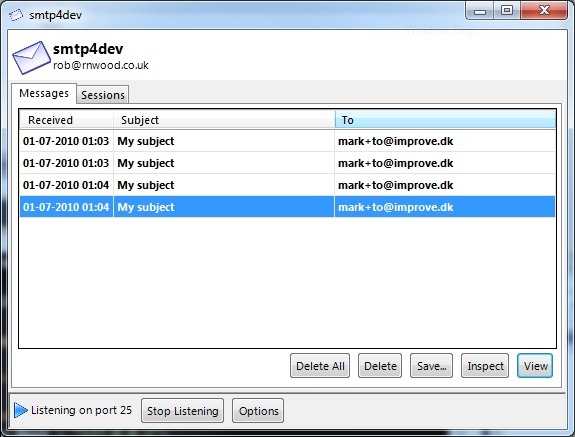 smtp4dev
smtp4dev
rob@rnwood.co.uk
Messages Sessions
Received Subject To
01-07-2010 01:03 My subject mark+to@improve.dk
01-07-2010 01:03 My subject mark+to@improve.dk
01-07-2010 01:04 My subject mark+to@improve.dk
01-07-2010 01:04 My subject mark+to@improve.dk
Delete All Delete Save... Inspect View
Listening on port 25 Stop Listening Options